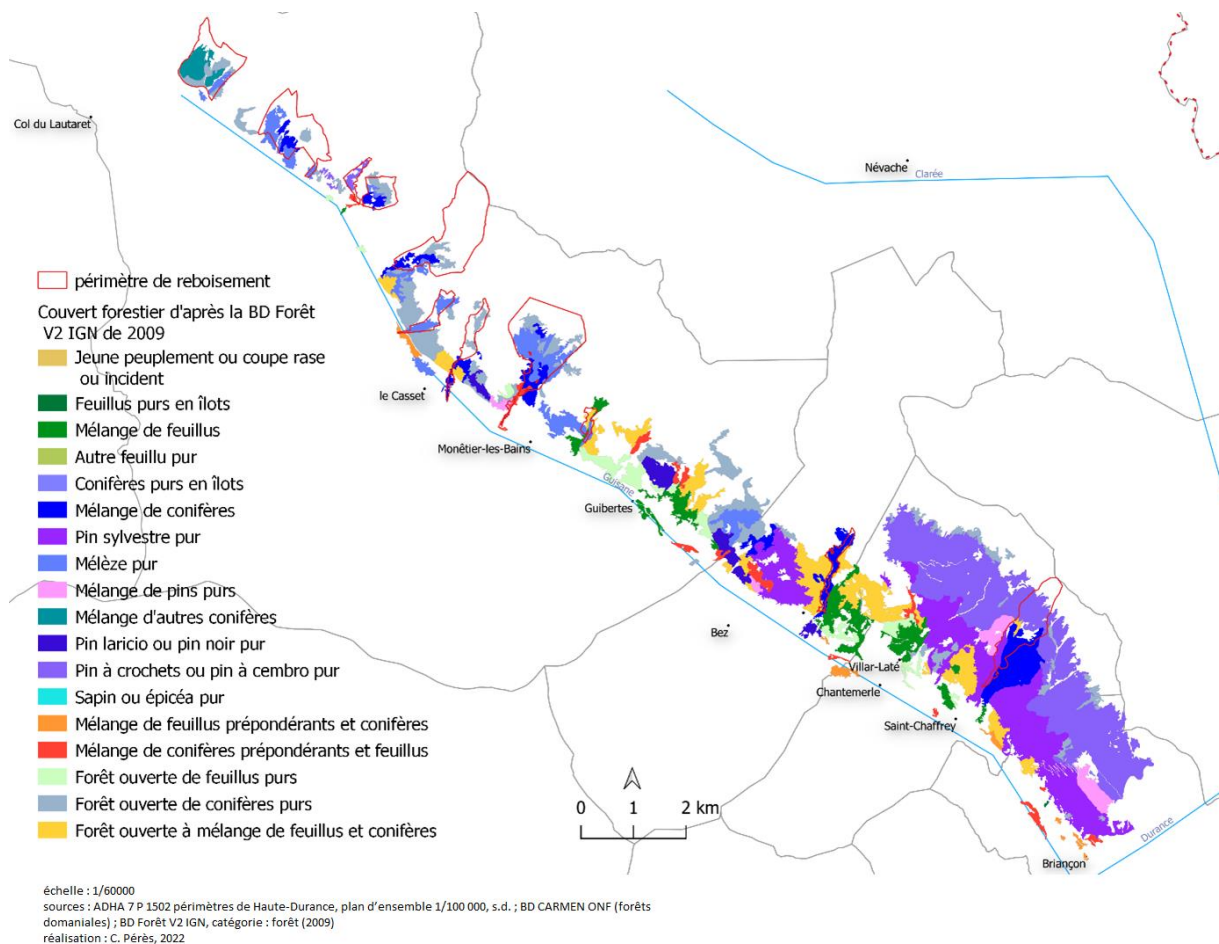 Col du Lautaret
Névache
Clarée
périmètre de reboisement
Couvert forestier d'après la BD Forêt
V2 IGN de 2009
Jeune peuplement ou coupe rase
ou incident
Feuillus purs en îlots
Mélange de feuillus
Autre feuillu pur
Conifères purs en îlots
Mélange de conifères
Pin sylvestre pur
Mélèze pur
Mélange de pins purs
Mélange d'autres conifères
Pin laricio ou pin noir pur
Pin à crochets ou pin à cembro pur
Sapin ou épicéa pur
Mélange de feuillus prépondérants et conifères
Mélange de conifères prépondérants et feuillus
Forêt ouverte de feuillus purs
Forêt ouverte de conifères purs
Forêt ouverte à mélange de feuillus et conifères
le Casset
Monêtier-les-Bains
Guisane
Guibertes
Bez
Villar-Laté
Chantemerle
Saint-Chaffrey
Durance
Briançon
0 1 2 km
échelle : 1/60000
sources : ADHA 7 P 1502 périmètres de Haute-Durance, plan d'ensemble 1/100 000, s.d. ; BD CARMEN ONF (forêts
domaniales) ; BD Forêt V2 IGN, catégorie : forêt (2009)
réalisation : C. Pérès, 2022